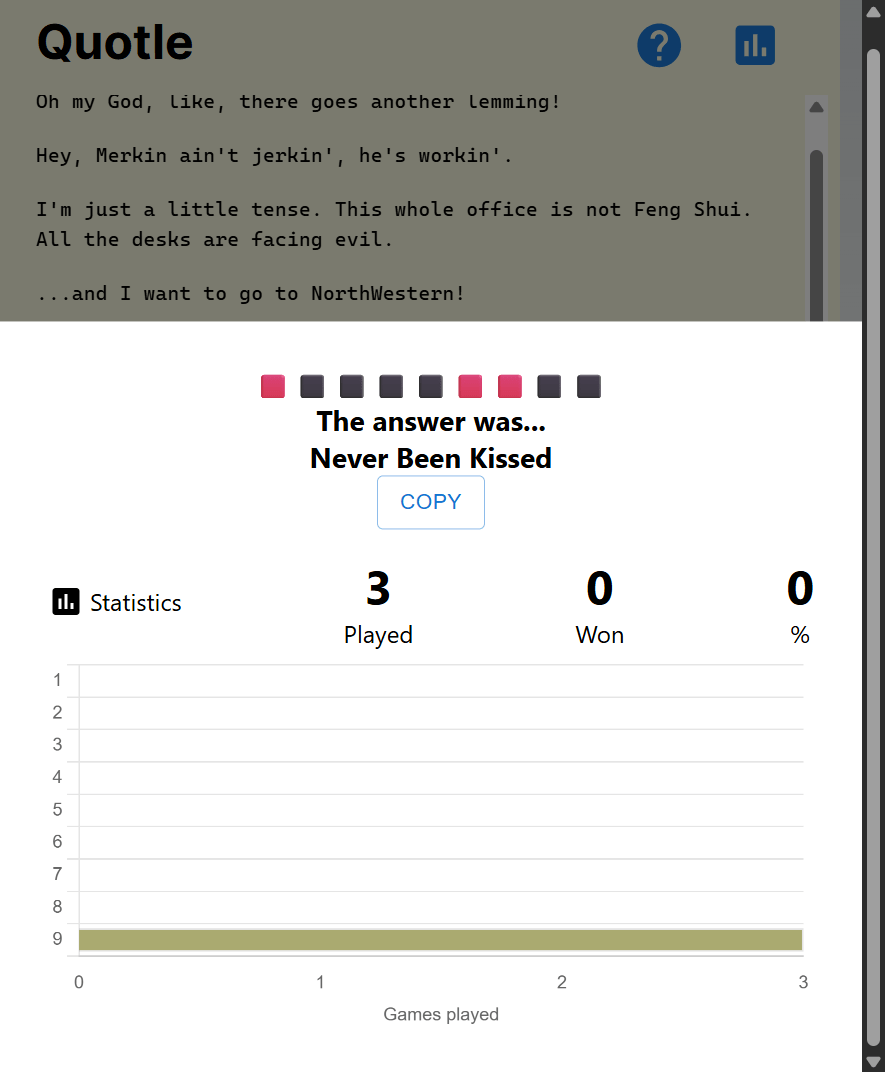 Quotle
Oh my God, like, there goes another lemming!
Hey, Merkin ain't jerkin', he's workin'.
I'm just a little tense. This whole office is not Feng Shui.
All the desks are facing evil.
...and I want to go to NorthWestern!
The answer was...
Never Been Kissed
COPY
Statistics
3
Played
0
Won
0
%
1
2
3
4
5
6
7
8
9
0 1 2 3
Games played